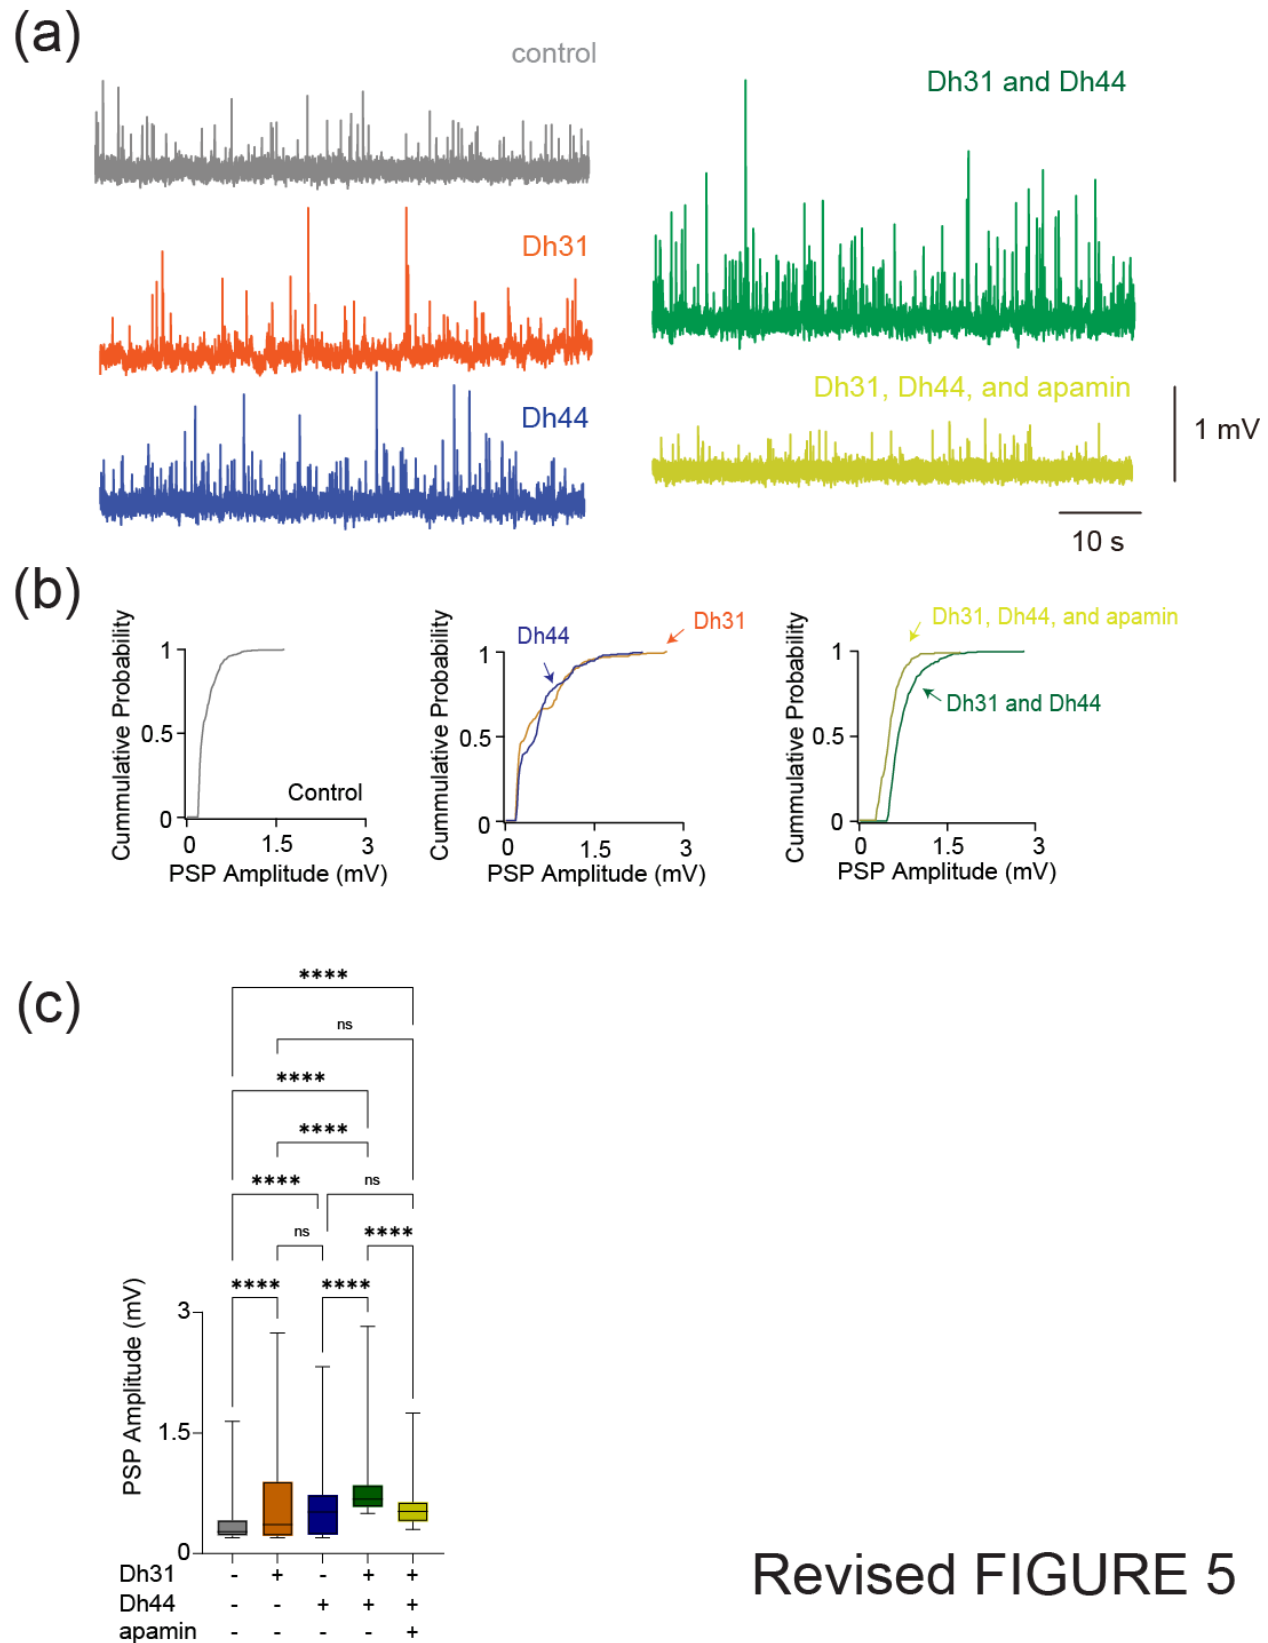 (a)
control
Dh31 and Dh44
Dh31
Dh31, Dh44, and apamin
Dh44
1 mV
10 s
(b)
Cummulative Probability
1
0.5
0
Control
0
1.5
3
PSP Amplitude (mV)
Cummulative Probability
Dh44
Dh31
1
0.5
0
0
1.5
3
PSP Amplitude (mV)
Cummulative Probability
Dh31, Dh44, and apamin
1
Dh31 and Dh44
0.5
0
0
1.5
3
PSP Amplitude (mV)
(c)
****
ns
****
****
****
ns
ns
****
****
****
PSP Amplitude (mV)
3
1.5
0
Dh31 - + - + +
Dh44 - - + + +
apamin - - - - +
Revised FIGURE 5